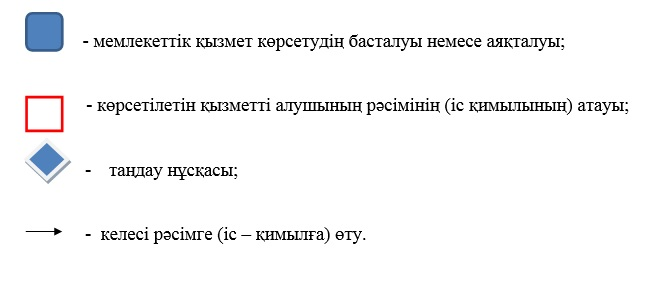 - мемлекеттік қызмет көрсетудің басталуы немесе аяқталуы;
- көрсетілетін қызметті алушының рәсімінің (іс қимылының) атауы;
- таңдау нұсқасы;
- келесі рәсімге (іс – қимылға) өту.